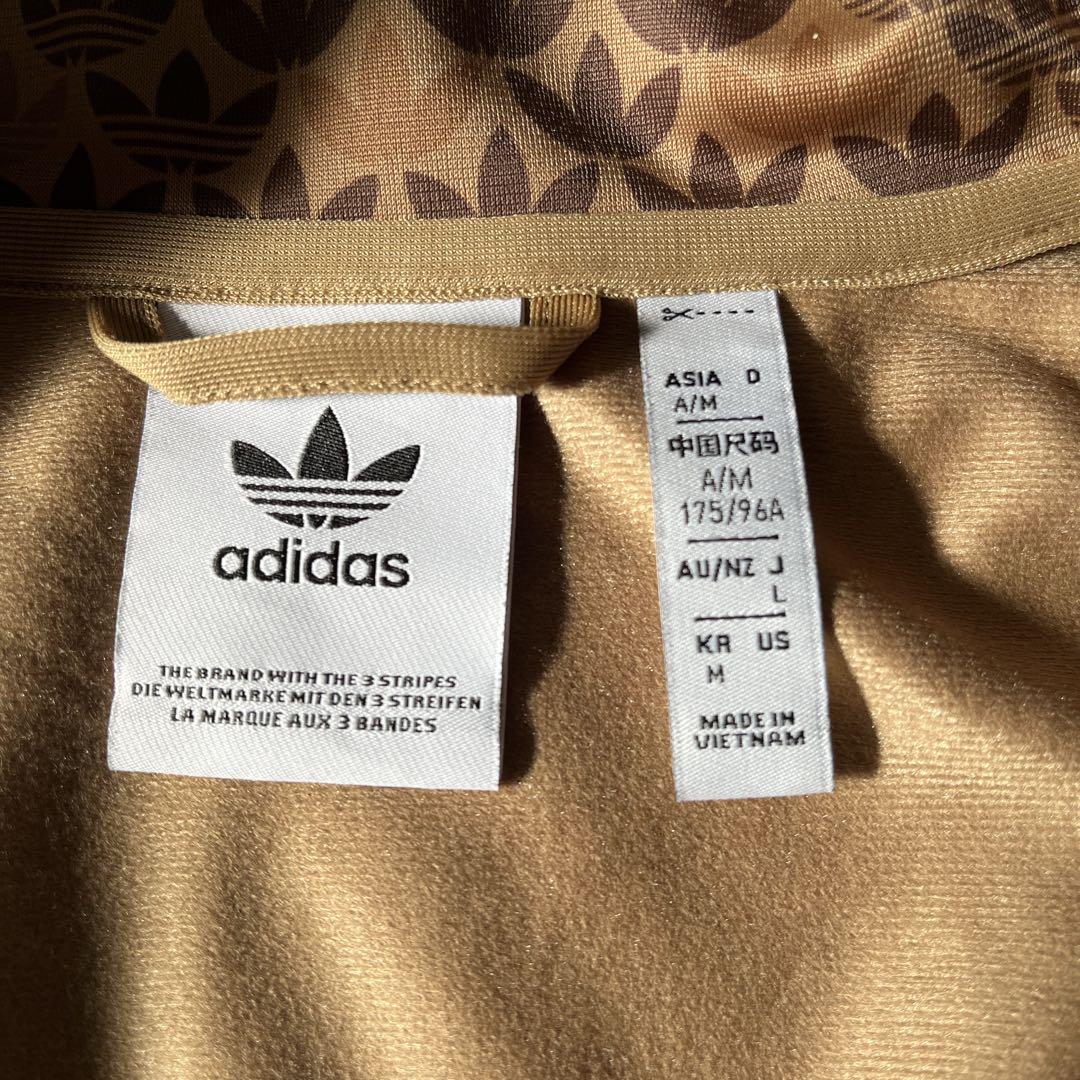 adidas
THE BRAND WITH THE 3 STRIPES
DIE WELTMARKE MIT DEN 3 STREIFEN
LA MARQUE AUX 3 BANDES
ASIA D
A/M
中国尺码
A/M
175/96A
AU/NZ J
L
KR US
M
MADE IN
VIETNAM